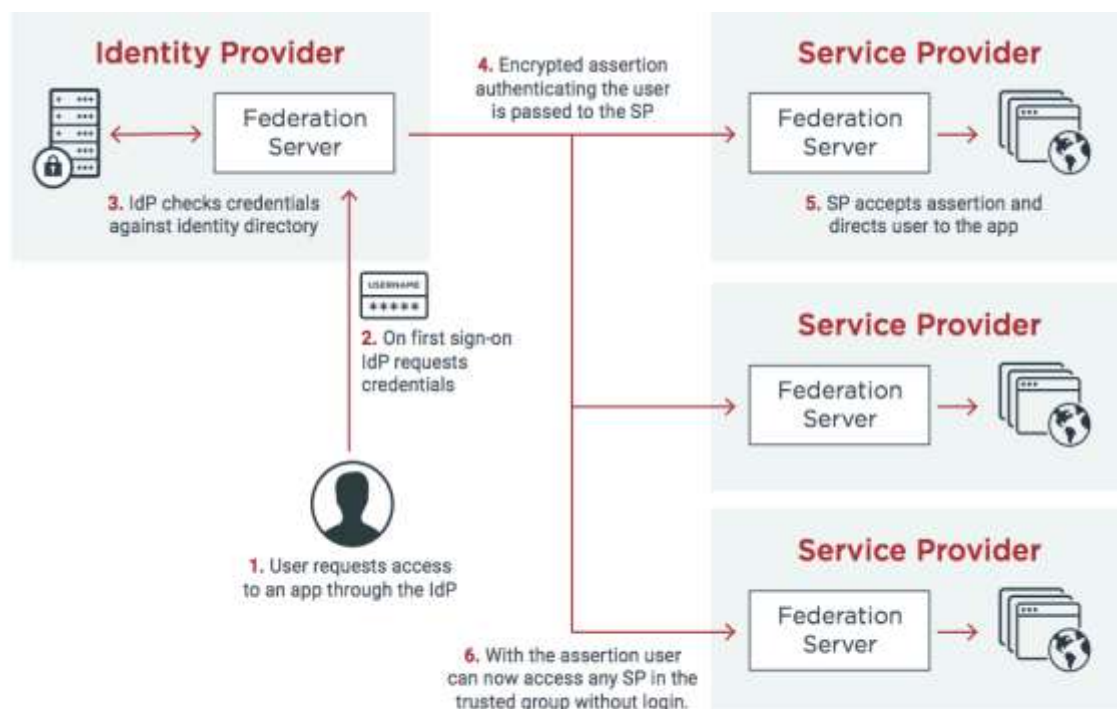 Identity Provider
Federation
Server
3. IdP checks credentials
against identity directory
USERNAME
*****
2. On first sign-on
IdP requests
credentials
1. User requests access
to an app through the IdP
4. Encrypted assertion
authenticating the user
is passed to the SP
Service Provider
Federation
Server
5. SP accepts assertion and
directs user to the app
Service Provider
Federation
Server
Service Provider
Federation
Server
6. With the assertion user
can now access any SP in the
trusted group without login.